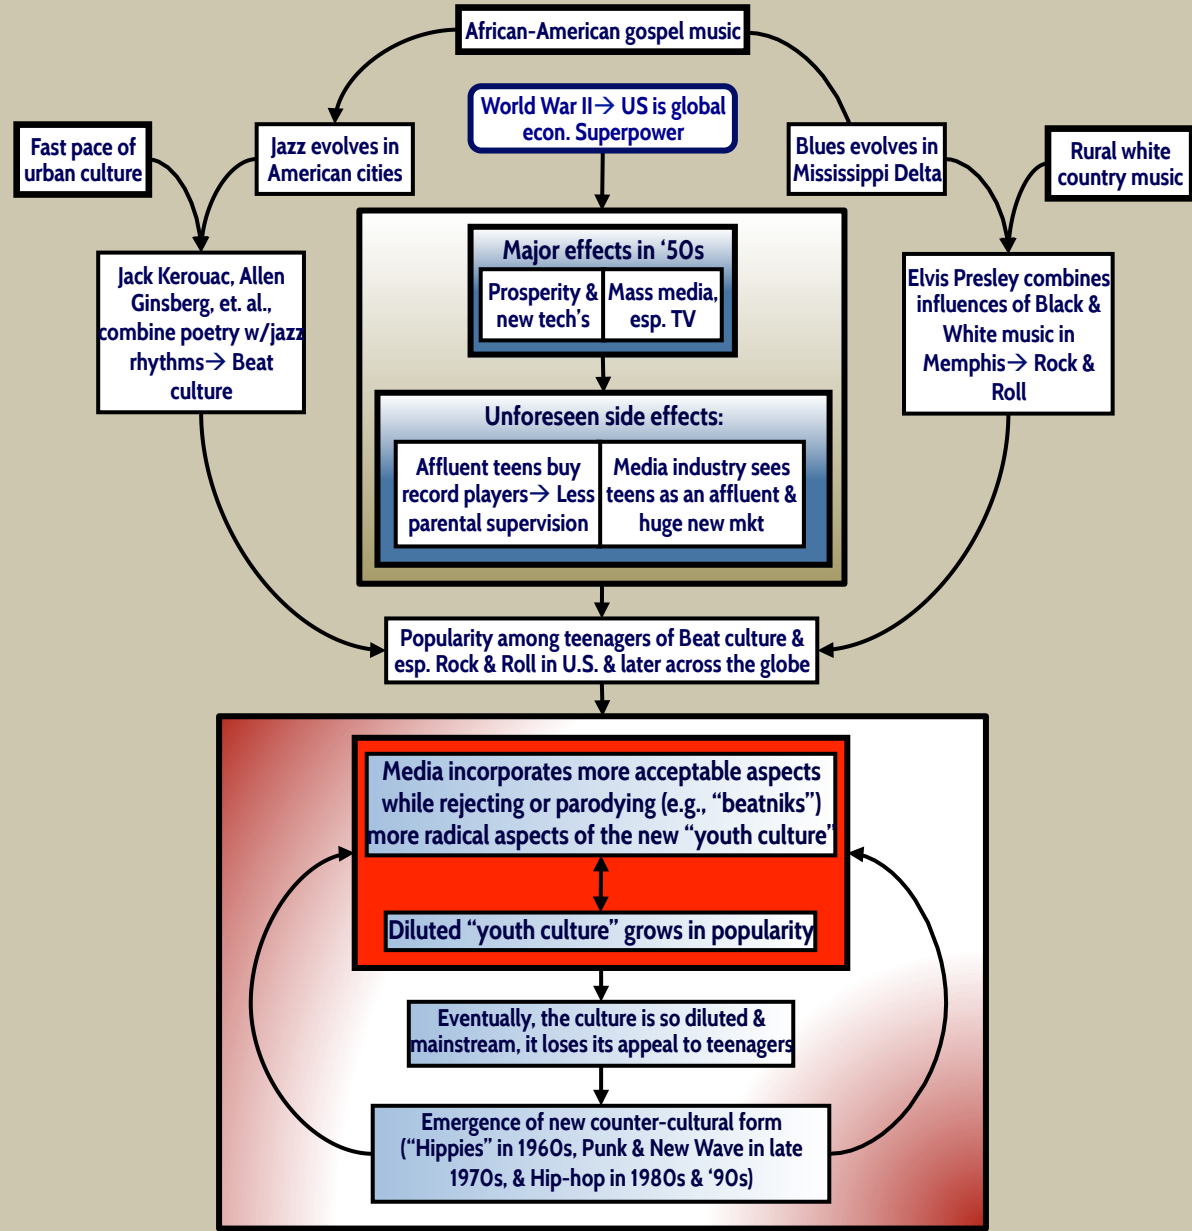 African-American gospel music
World War II→ US is global
econ. Superpower
Fast pace of
urban culture
Jazz evolves in
American cities
Blues evolves in
Mississippi Delta
Rural white
country music
Jack Kerouac, Allen
Ginsberg, et. al.,
combine poetry w/jazz
rhythms→ Beat
culture
Major effects in ‘50s
Prosperity &
new tech's
Mass media,
esp. TV
Elvis Presley combines
influences of Black &
White music in
Memphis→ Rock &
Roll
Unforeseen side effects:
Affluent teens buy
record players→ Less
parental supervision
Media industry sees
teens as an affluent &
huge new mkt
Popularity among teenagers of Beat culture &
esp. Rock & Roll in U.S. & later across the globe
Media incorporates more acceptable aspects
while rejecting or parodying (e.g., “beatniks”)
more radical aspects of the new “youth culture”
Diluted “youth culture” grows in popularity
Eventually, the culture is so diluted &
mainstream, it loses its appeal to teenagers
Emergence of new counter-cultural form
(“Hippies” in 1960s, Punk & New Wave in late
1970s, & Hip-hop in 1980s & ‘90s)